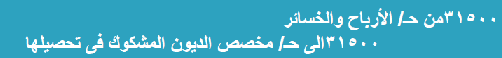 ٣١٥٠٠من حـ/ الأرباح والخسائر
٣١٥٠٠الى حـ/ مخصص الديون المشكوك فى تحصيلها